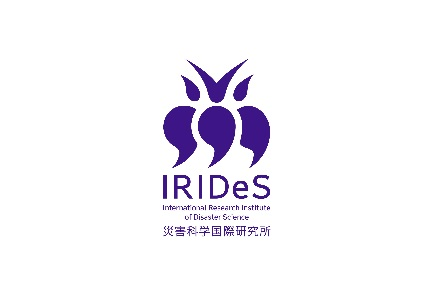 IRIDeS
International Research Institute
of Disaster Science
災害科学国際研究所